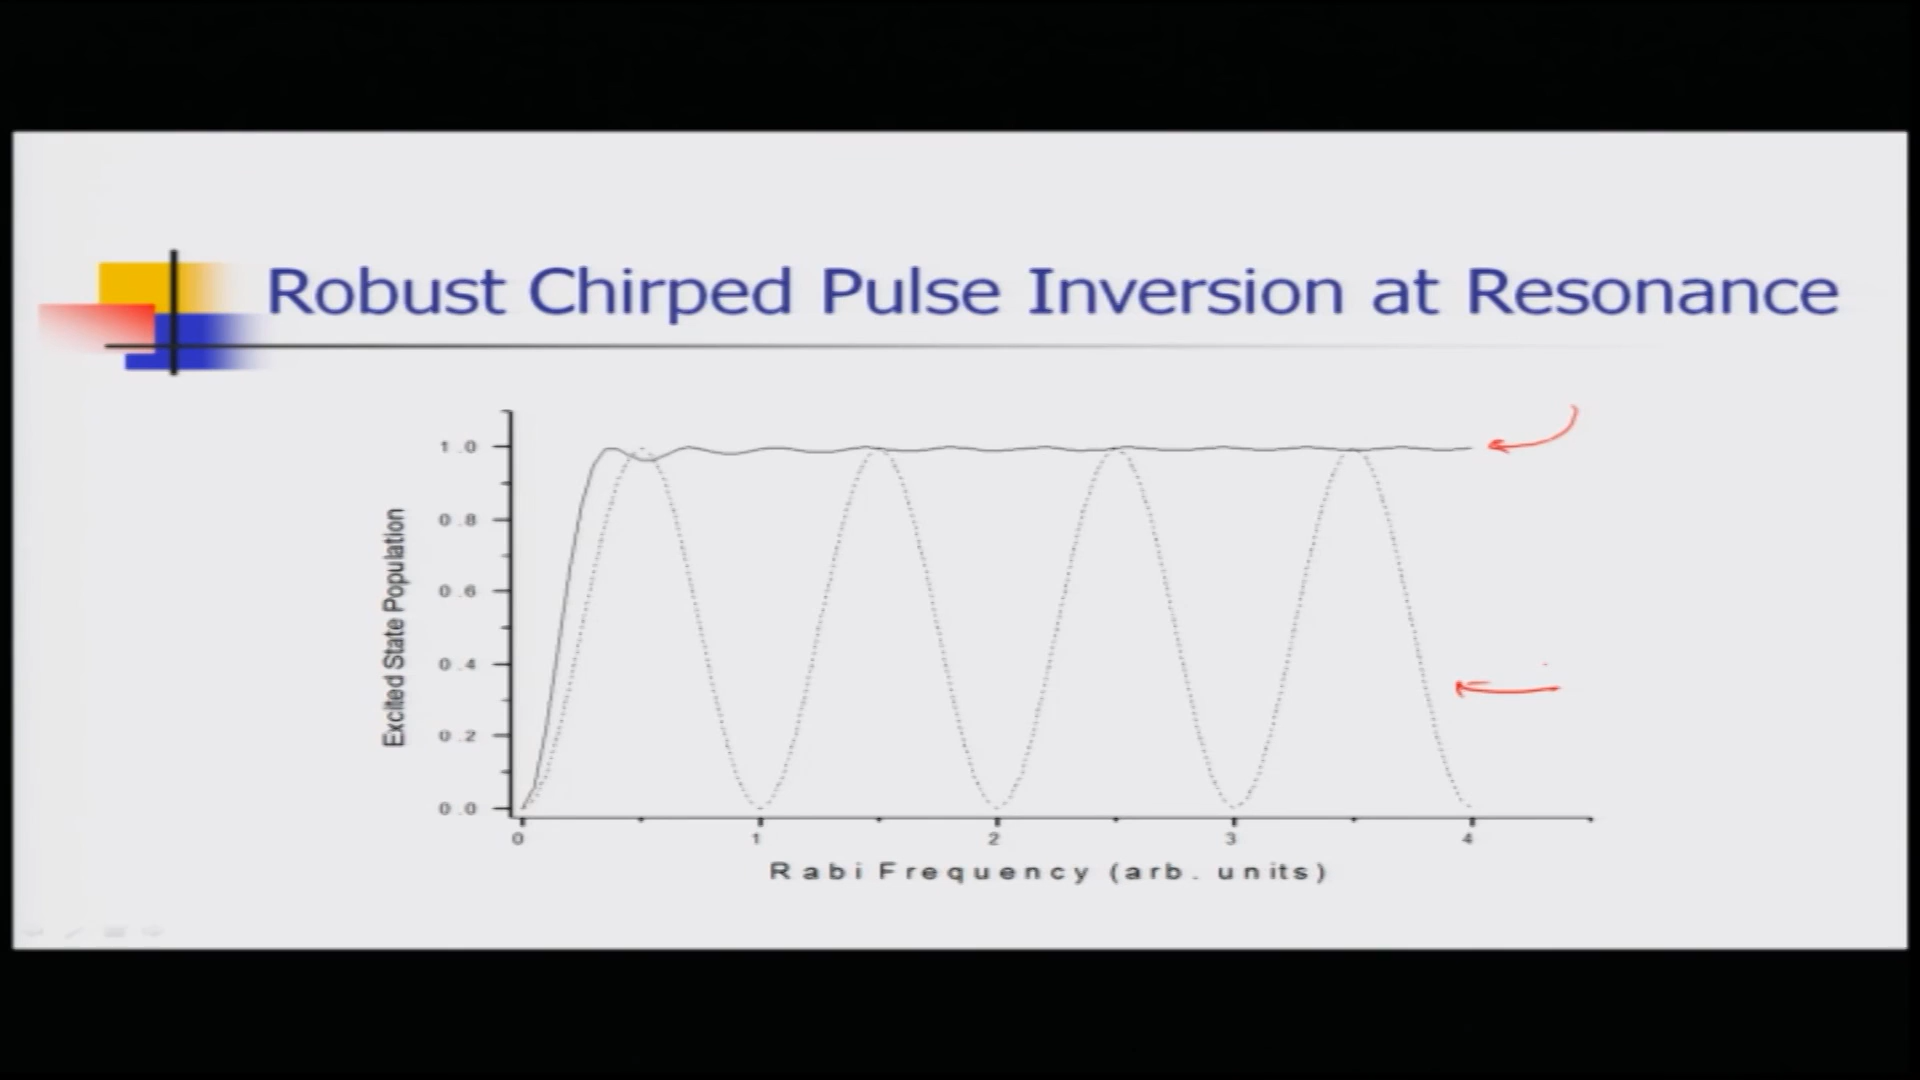 Robust Chirped Pulse Inversion at Resonance
Excited State Population
1.0
0.8
0.6
0.4
0.2
0.0
0 1 2 3 4
Rabi Frequency (arb. units)